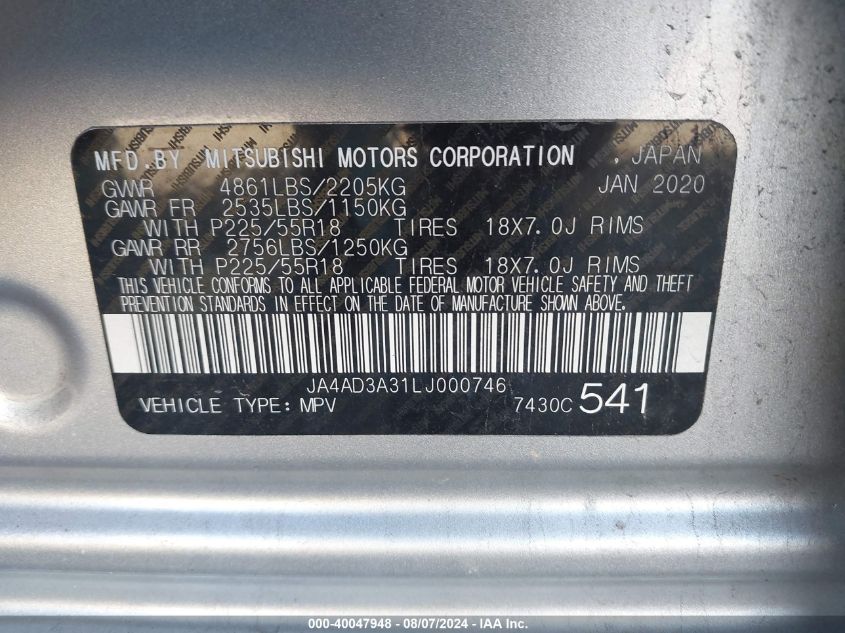 MFD.BY MITSUBISHI MOTORS CORPORATION , JAPAN
GVWR 4861LBS/2205KG JAN 2020
GAWR FR 2535LBS/1150KG
WITH P225/55R18 TIRES 18X7.0J RIMS
GAWR RR 2756LBS/1250KG
WITH P225/55R18 TIRES 18X7.0J RIMS
THIS VEHICLE CONFORMS TO ALL APPLICABLE FEDERAL MOTOR VEHICLE SAFETY AND THEFT
PREVENTION STANDARDS IN EFFECT ON THE DATE OF MANUFACTURE SHOWN ABOVE.
JA4AD3A31LJ000746
VEHICLE TYPE: MPV 7430C 541
000-40047948 - 08/07/2024 - IAA Inc.